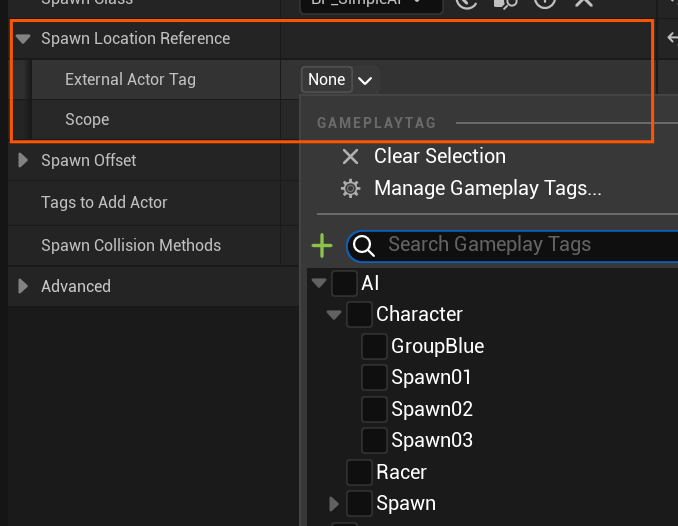 Spawn Class
BP_SimpleAI
Spawn Location Reference
External Actor Tag
None
Scope
GAMEPLAYTAG
Clear Selection
Spawn Offset
Manage Gameplay Tags...
Tags to Add Actor
Spawn Collision Methods
Search Gameplay Tags
Advanced
AI
Character
GroupBlue
Spawn01
Spawn02
Spawn03
Racer
Spawn